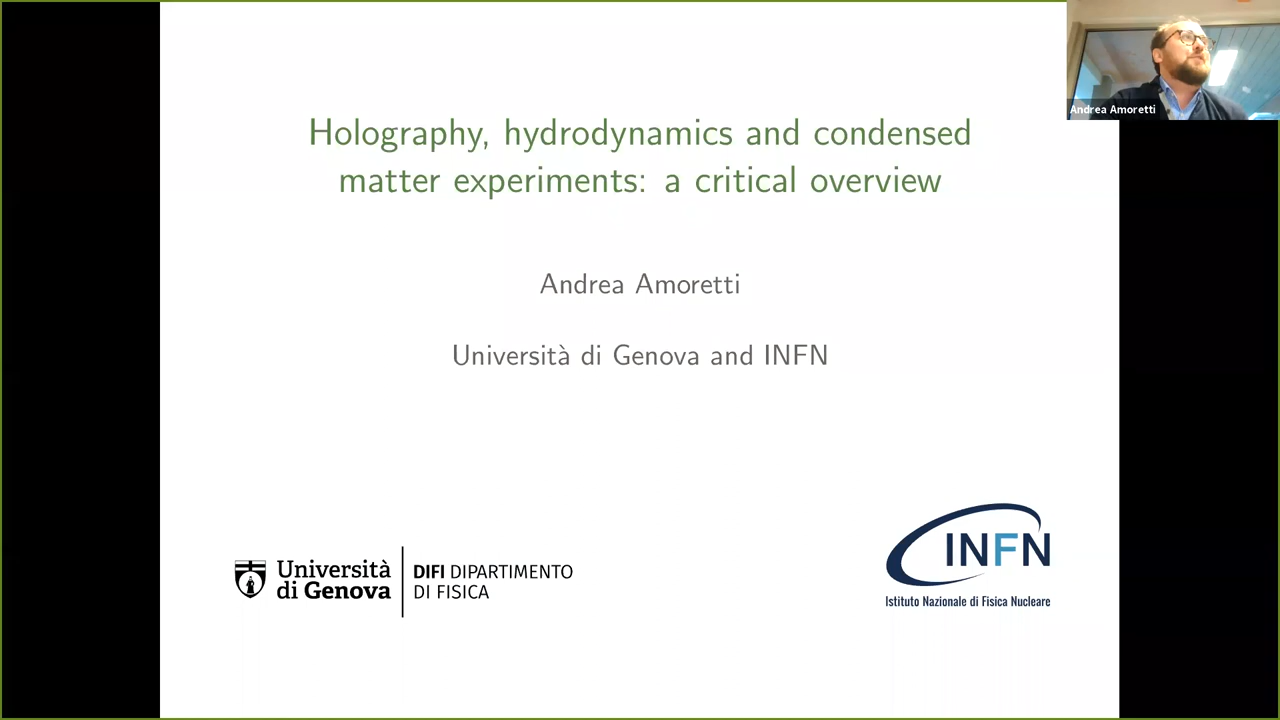 Holography, hydrodynamics and condensed
matter experiments: a critical overview
Andrea Amoretti
Andrea Amoretti
Università di Genova and INFN
Università
di Genova
DIFI DIPARTIMENTO
DI FISICA
INFN
Istituto Nazionale di Fisica Nucleare